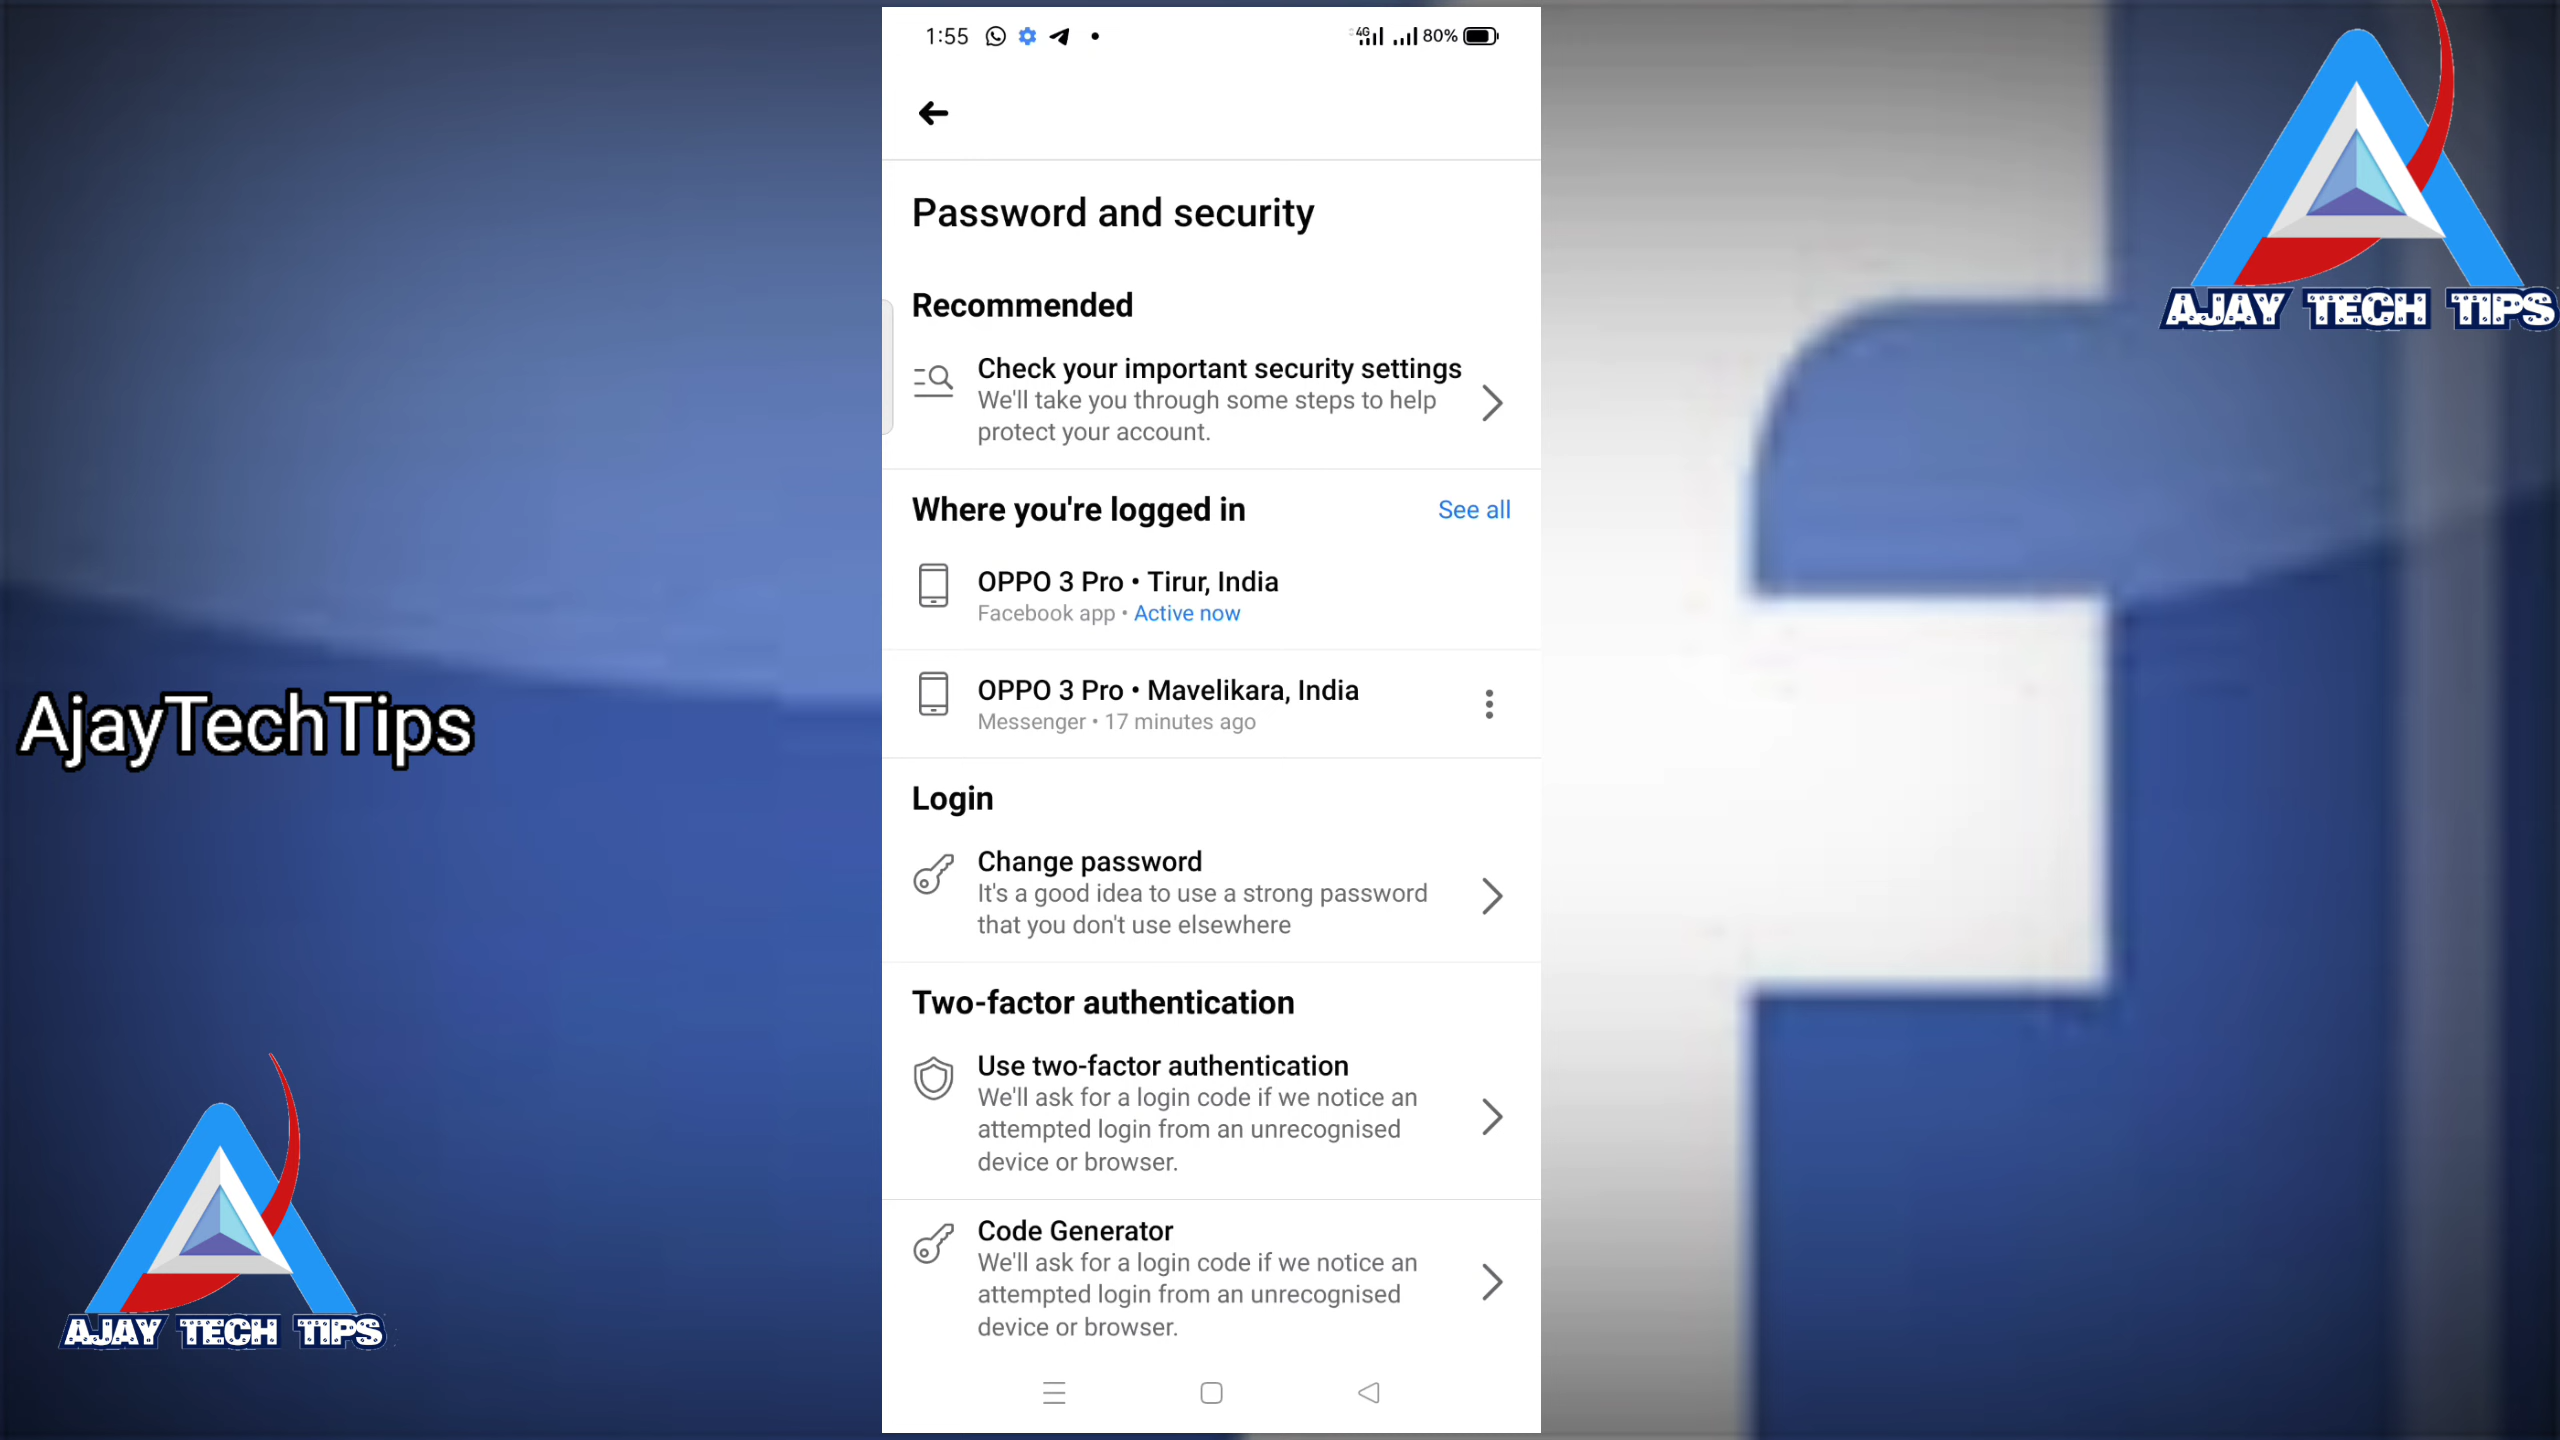 1:55
4G
80%
Password and security
Recommended
Check your important security settings
We'll take you through some steps to help
protect your account.
Where you're logged in
See all
OPPO 3 Pro • Tirur, India
Facebook app • Active now
OPPO 3 Pro • Mavelikara, India
Messenger • 17 minutes ago
Login
Change password
It's a good idea to use a strong password
that you don't use elsewhere
Two-factor authentication
Use two-factor authentication
We'll ask for a login code if we notice an
attempted login from an unrecognised
device or browser.
Code Generator
We'll ask for a login code if we notice an
attempted login from an unrecognised
device or browser.
AJAY TECH TIPS
AjayTechTips
AJAY TECH TIPS